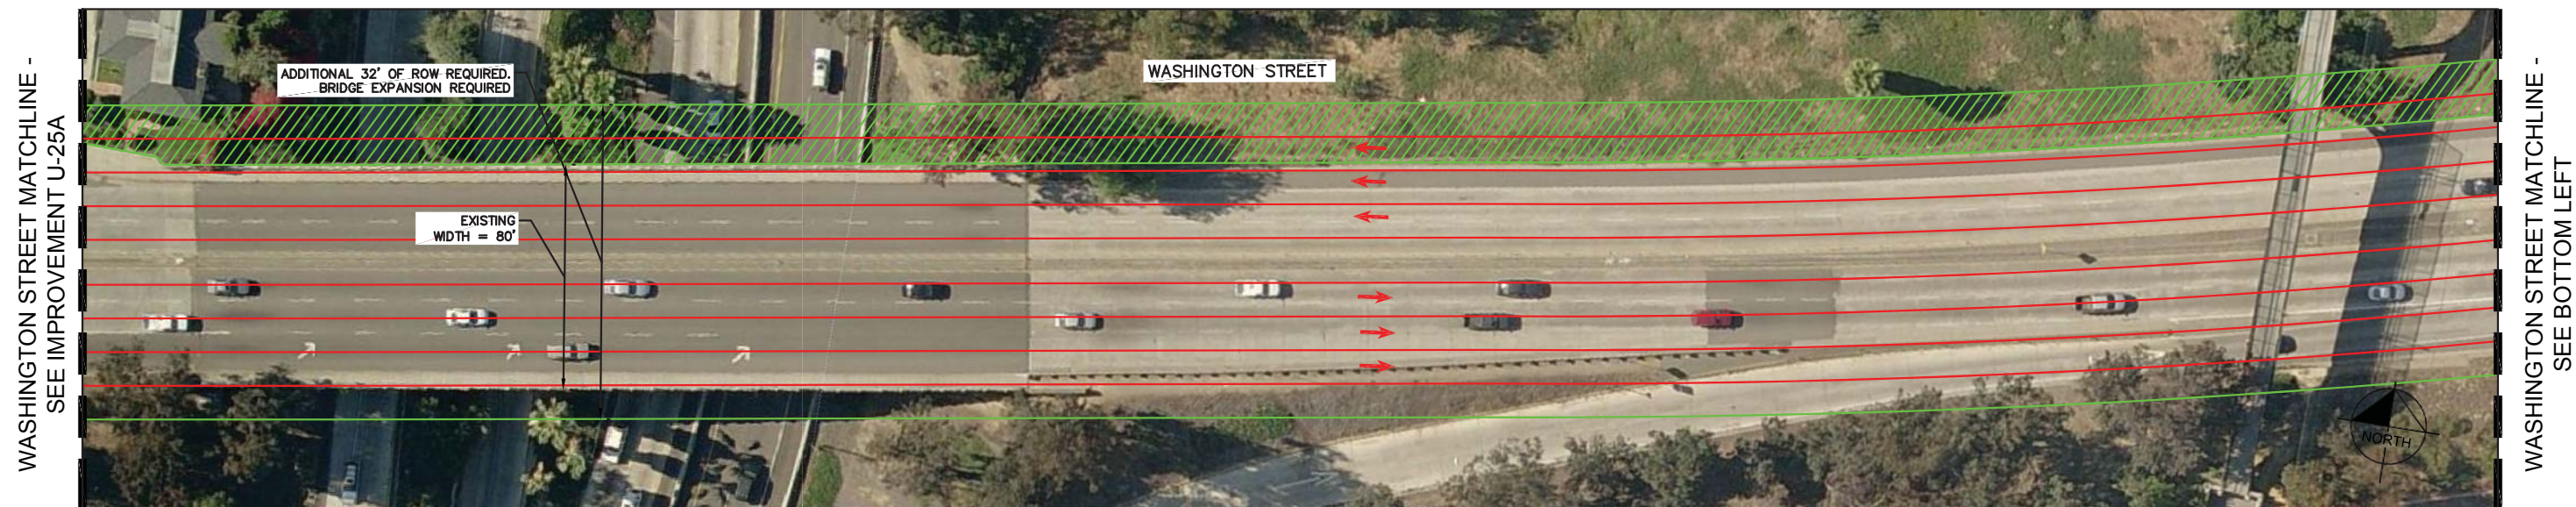 WASHINGTON STREET MATCHLINE -
SEE IMPROVEMENT U-25A
ADDITIONAL 32' OF ROW REQUIRED.
BRIDGE EXPANSION REQUIRED
EXISTING
WIDTH = 80'
WASHINGTON STREET
NORTH
WASHINGTON STREET MATCHLINE -
SEE BOTTOM LEFT